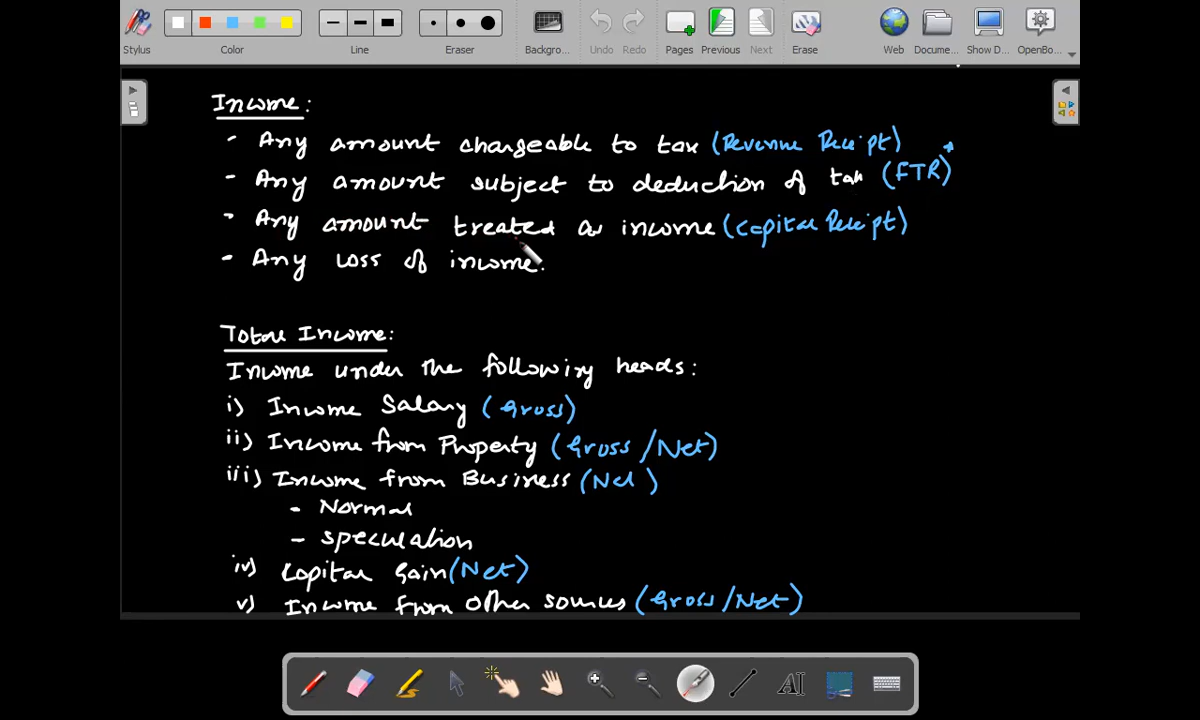 Stylus
Color
Line
Eraser
Backgro...
Undo
Redo
Pages
Previous
Next
Erase
Web
Docume...
Show D...
OpenBo...
Income:
- Any amount chargeable to tax (Revenue Receipt)
- Any amount subject to deduction of tax (FTR)*
- Any amount treated as income (Capital Receipt)
- Any Loss of income.
Total Income:
Income under the following heads:
i) Income Salary (Gross)
ii) Income from Property (Gross/Net)
iii) Income from Business (Net)
- Normal
- speculation
iv) Capital Gain (Net)
v) Income from Other sources (Gross/Net)
AI